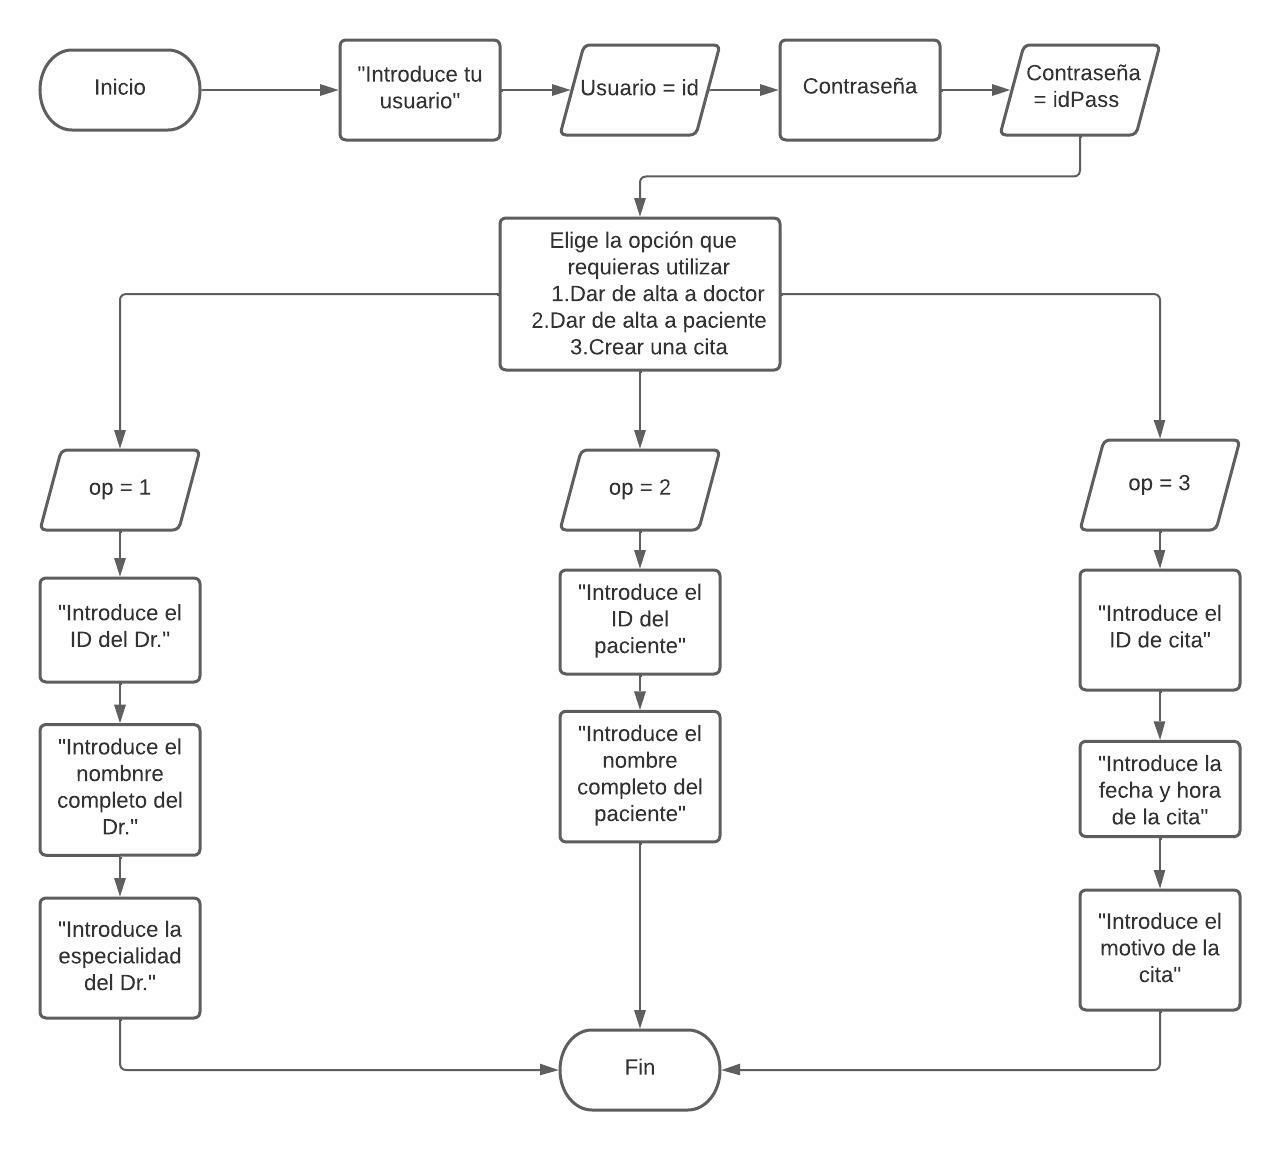 Inicio
"Introduce tu
usuario"
Usuario = id
Contraseña
Contraseña
= idPass
Elige la opción que
requieras utilizar
1.Dar de alta a doctor
2.Dar de alta a paciente
3.Crear una cita
op = 1
"Introduce el
ID del Dr."
"Introduce el
nombnre
completo del
Dr."
"Introduce la
especialidad
del Dr."
op = 2
"Introduce el
ID del
paciente"
"Introduce el
nombre
completo del
paciente"
op = 3
"Introduce el
ID de cita"
"Introduce la
fecha y hora
de la cita"
"Introduce el
motivo de la
cita"
Fin